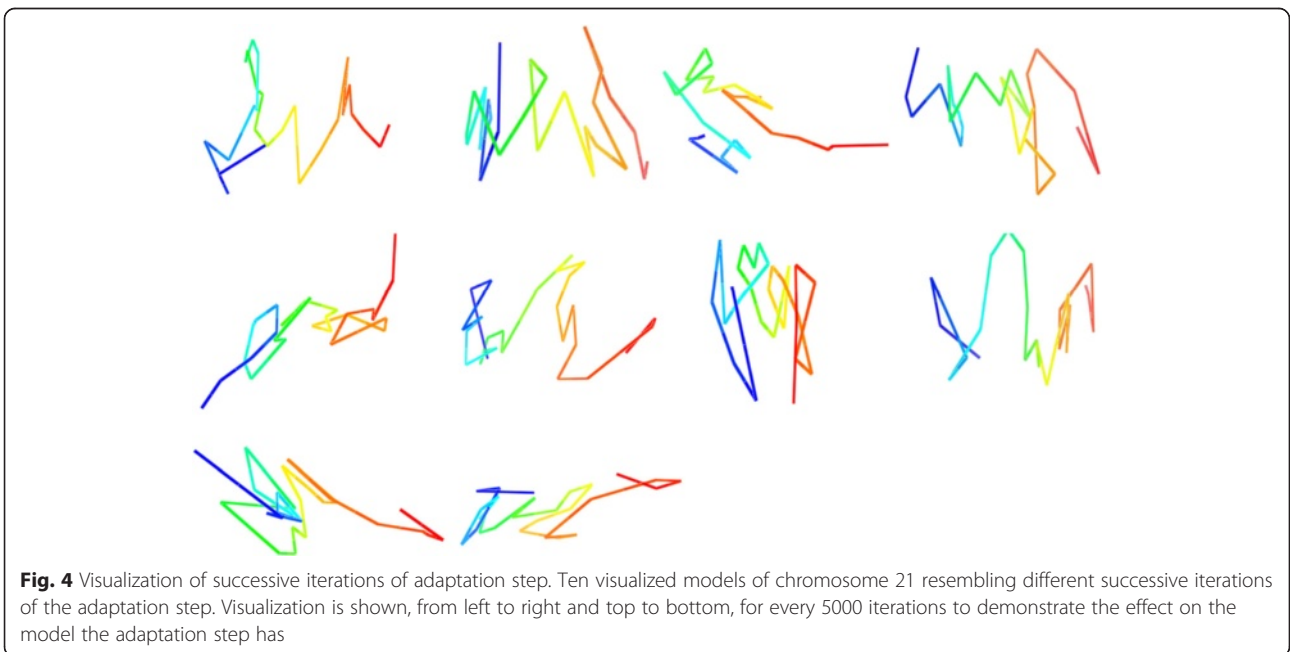 Fig. 4 Visualization of successive iterations of adaptation step. Ten visualized models of chromosome 21 resembling different successive iterations
of the adaptation step. Visualization is shown, from left to right and top to bottom, for every 5000 iterations to demonstrate the effect on the
model the adaptation step has